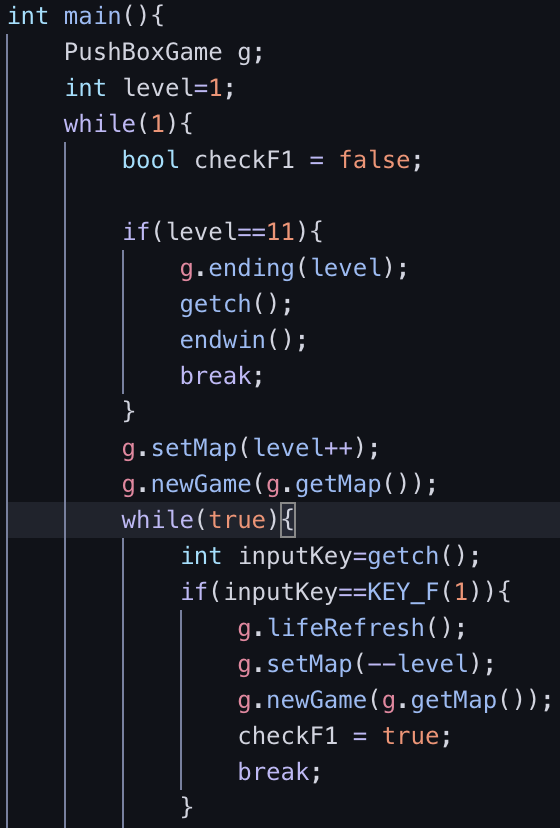 int main(){
    PushBoxGame g;
    int level=1;
    while(1){
        bool checkF1 = false;

        if(level==11){
            g.ending(level);
            getch();
            endwin();
            break;
        }
        g.setMap(level++);
        g.newGame(g.getMap());
        while(true){
            int inputKey=getch();
            if(inputKey==KEY_F(1)){
                g.lifeRefresh();
                g.setMap(--level);
                g.newGame(g.getMap());
                checkF1 = true;
                break;
            }